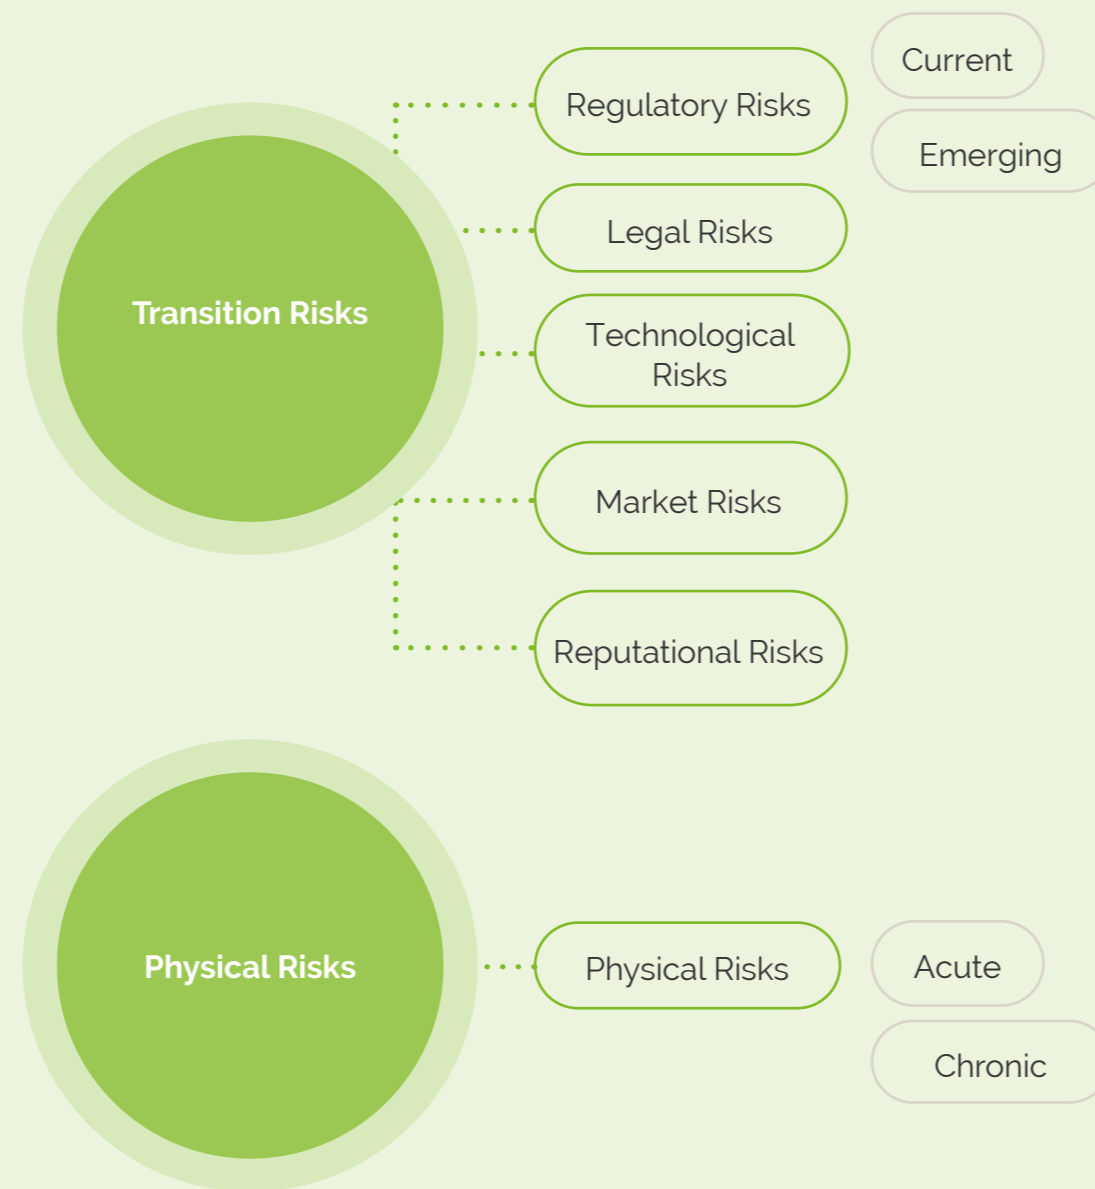 Transition Risks
Regulatory Risks
Current
Emerging
Legal Risks
Technological
Risks
Market Risks
Reputational Risks
Physical Risks
Physical Risks
Acute
Chronic